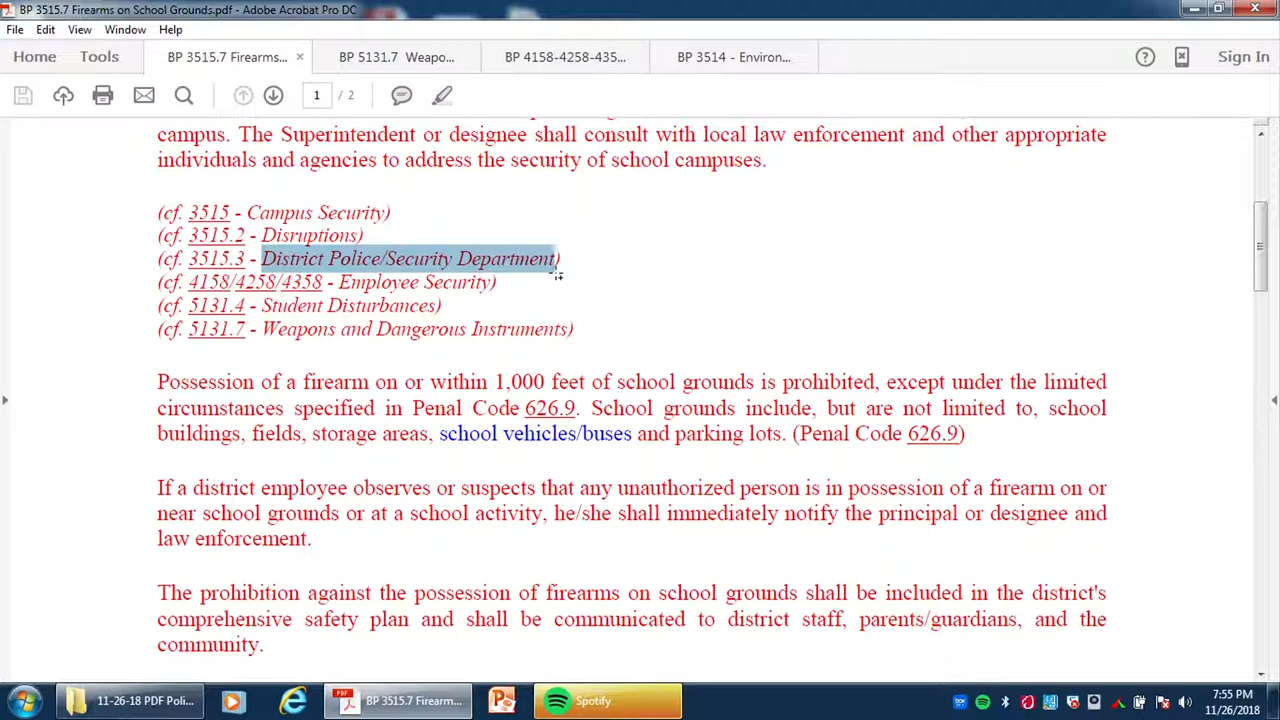 BP 3515.7 Firearms on School Grounds.pdf - Adobe Acrobat Pro DC
File Edit View Window Help
Home Tools BP 3515.7 Firearms... × BP 5131.7 Weapo... BP 4158-4258-435... BP 3514 - Environ... Sign In
1 / 2
campus. The Superintendent or designee shall consult with local law enforcement and other appropriate
individuals and agencies to address the security of school campuses.
(cf. 3515 - Campus Security)
(cf. 3515.2 - Disruptions)
(cf. 3515.3 - District Police/Security Department)
(cf. 4158/4258/4358 - Employee Security)
(cf. 5131.4 - Student Disturbances)
(cf. 5131.7 - Weapons and Dangerous Instruments)
Possession of a firearm on or within 1,000 feet of school grounds is prohibited, except under the limited
circumstances specified in Penal Code 626.9. School grounds include, but are not limited to, school
buildings, fields, storage areas, school vehicles/buses and parking lots. (Penal Code 626.9)
If a district employee observes or suspects that any unauthorized person is in possession of a firearm on or
near school grounds or at a school activity, he/she shall immediately notify the principal or designee and
law enforcement.
The prohibition against the possession of firearms on school grounds shall be included in the district's
comprehensive safety plan and shall be communicated to district staff, parents/guardians, and the
community.
11-26-18 PDF Poli... BP 3515.7 Firearm... Spotify
7:55 PM
11/26/2018